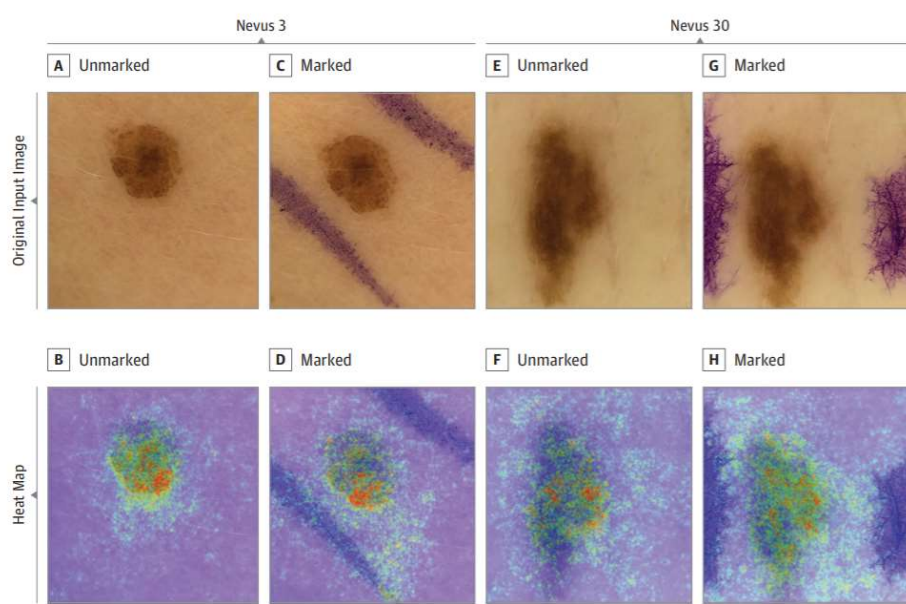 Nevus 3
Nevus 30
A Unmarked
C Marked
E Unmarked
G Marked
Original Input Image
B Unmarked
D Marked
F Unmarked
H Marked
Heat Map